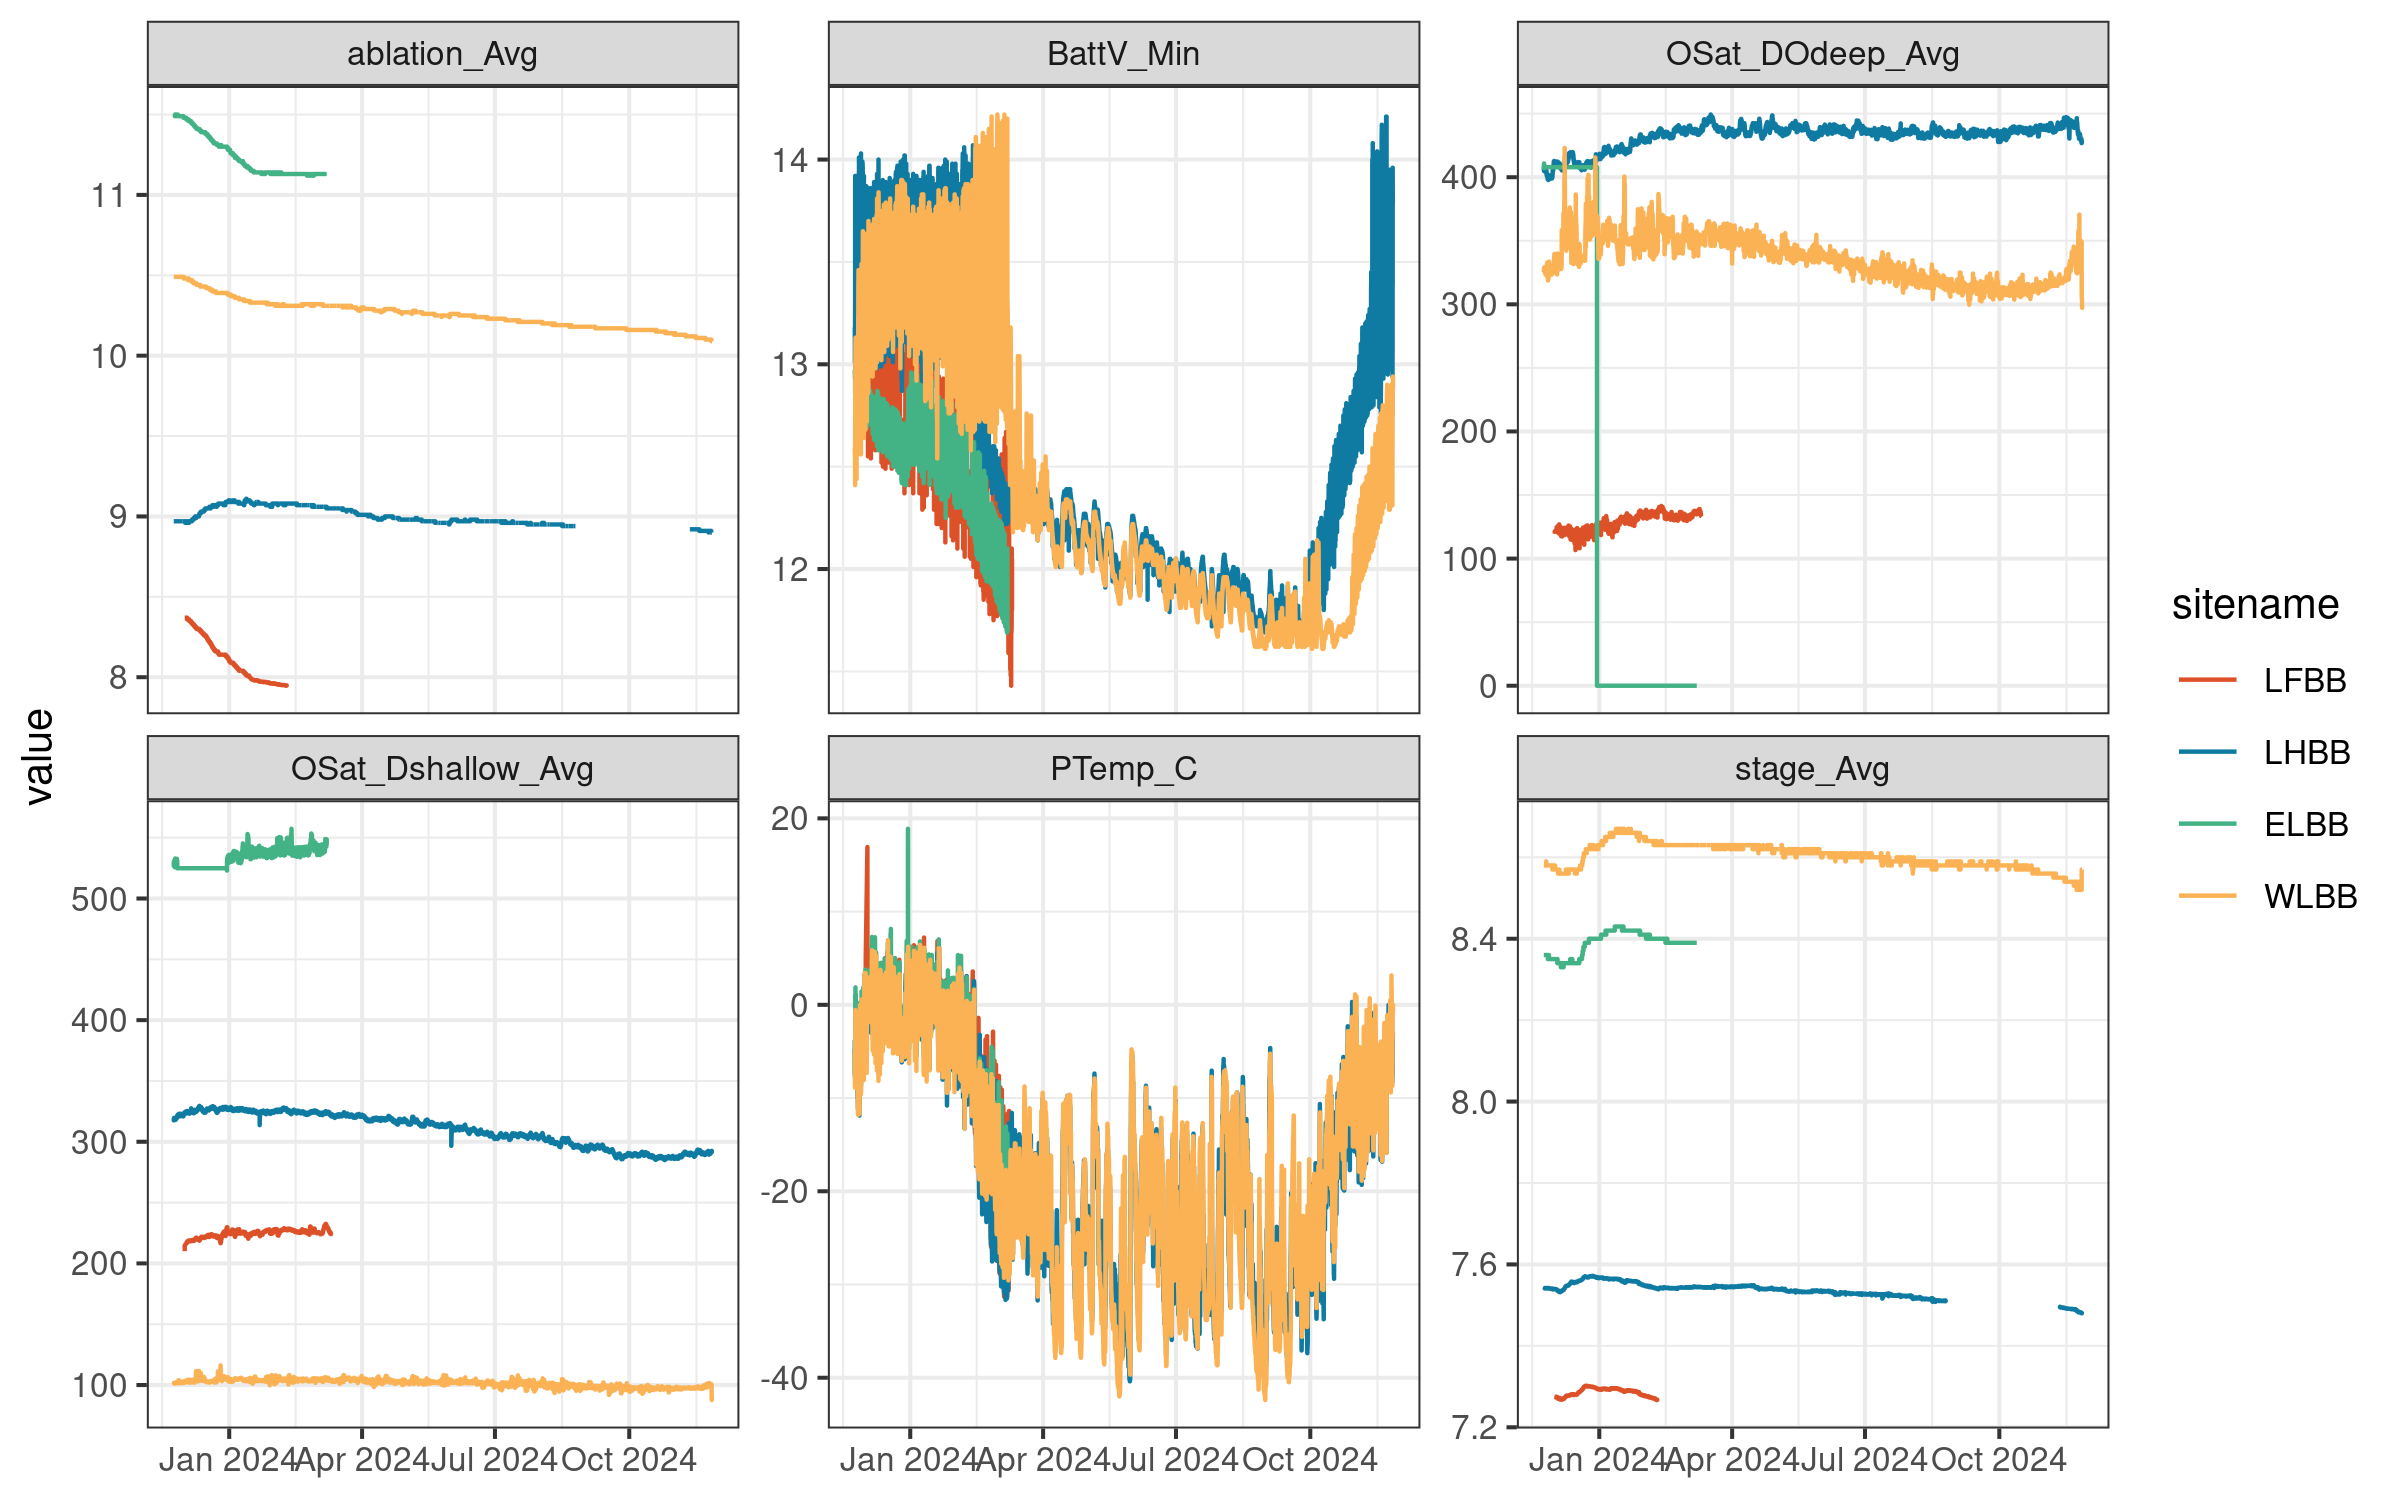 ablation_Avg
BattV_Min
OSat_DOdeep_Avg
11
10
9
8
14
13
12
400
300
200
100
0
value
OSat_Dshallow_Avg
PTemp_C
stage_Avg
500
400
300
200
100
20
0
-20
-40
8.4
8.0
7.6
7.2
Jan 2024
Apr 2024
Jul 2024
Oct 2024
Jan 2024
Apr 2024
Jul 2024
Oct 2024
Jan 2024
Apr 2024
Jul 2024
Oct 2024
sitename
LFBB
LHBB
ELBB
WLBB